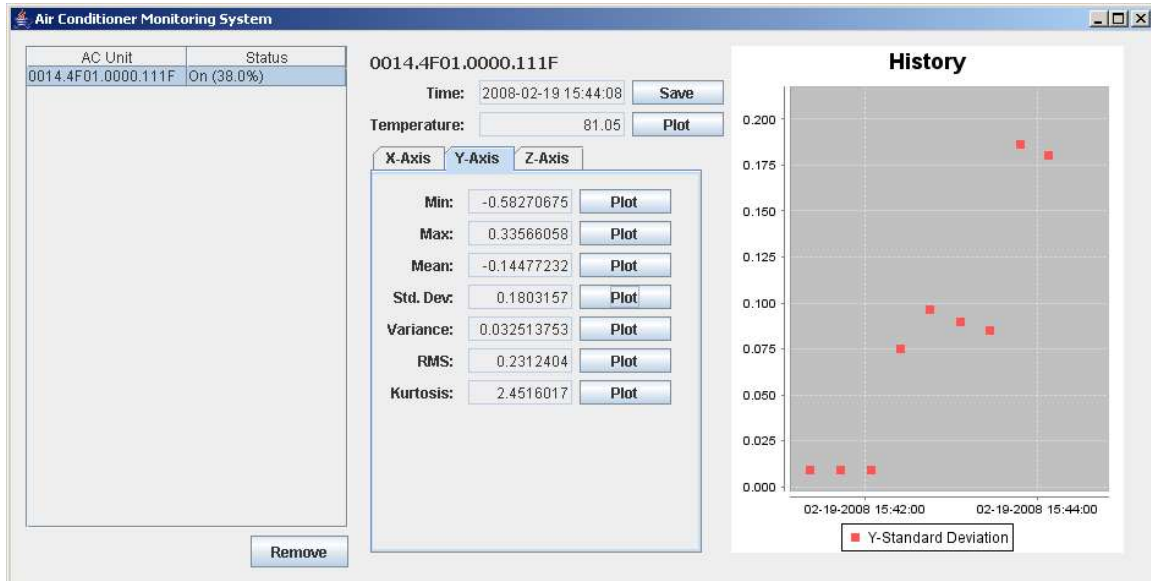 Air Conditioner Monitoring System
AC Unit Status
0014.4F01.0000.111F On (38.0%)
Remove
0014.4F01.0000.111F
Time: 2008-02-19 15:44:08 Save
Temperature: 81.05 Plot
X-Axis Y-Axis Z-Axis
Min: -0.58270675 Plot
Max: 0.33566058 Plot
Mean: -0.14477232 Plot
Std. Dev: 0.1803157 Plot
Variance: 0.032513753 Plot
RMS: 0.2312404 Plot
Kurtosis: 2.4516017 Plot
History
0.200
0.175
0.150
0.125
0.100
0.075
0.050
0.025
0.000
02-19-2008 15:42:00 02-19-2008 15:44:00
Y-Standard Deviation